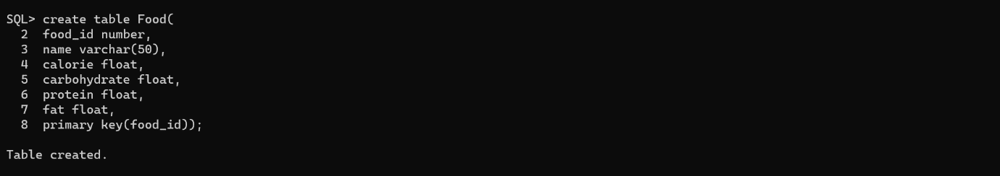 SQL> create table Food(
  2  food_id number,
  3  name varchar(50),
  4  calorie float,
  5  carbohydrate float,
  6  protein float,
  7  fat float,
  8  primary key(food_id));
Table created.